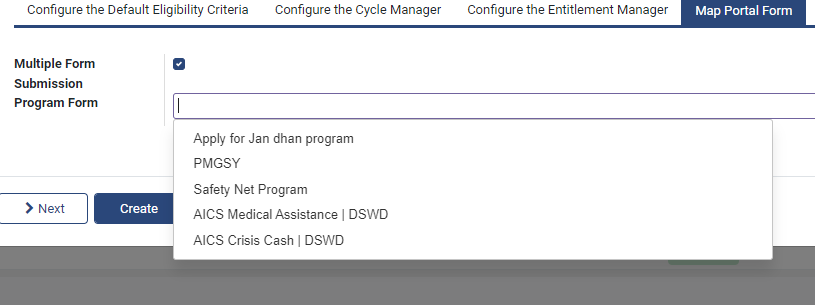 Configure the Default Eligibility Criteria Configure the Cycle Manager Configure the Entitlement Manager Map Portal Form
Multiple Form
Submission
Program Form
Apply for Jan dhan program
PMGSY
Safety Net Program
AICS Medical Assistance | DSWD
AICS Crisis Cash | DSWD
Next Create